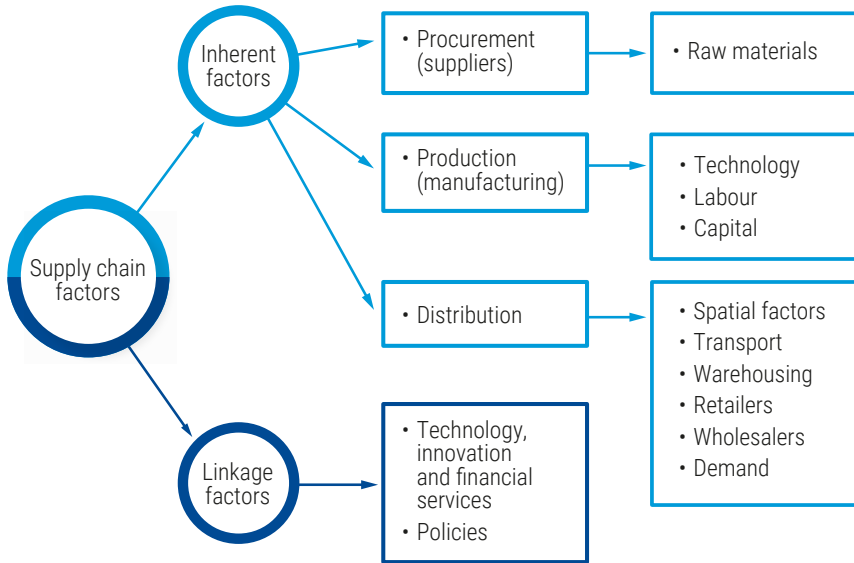 Supply chain
factors
Inherent
factors
• Procurement
(suppliers)
• Raw materials
• Production
(manufacturing)
• Technology
• Labour
• Capital
• Distribution
• Spatial factors
• Transport
• Warehousing
• Retailers
• Wholesalers
• Demand
Linkage
factors
• Technology,
innovation
and financial
services
• Policies